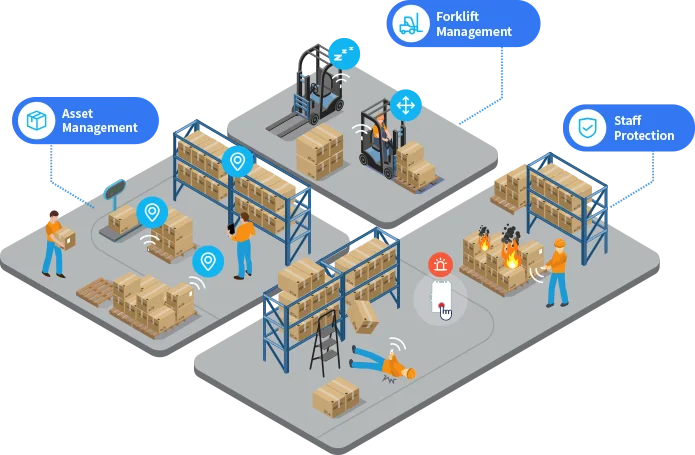 Forklift
Management
Asset
Management
Staff
Protection
z z z